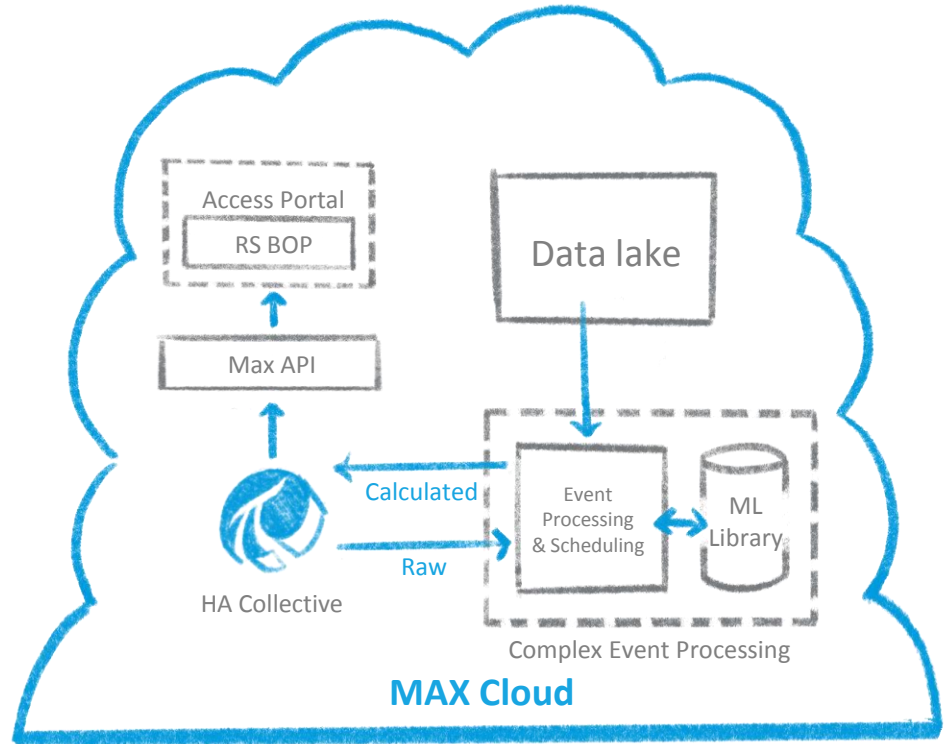 Access Portal
RS BOP
Data lake
Max API
Calculated
Raw
HA Collective
Event
Processing
& Scheduling
ML
Library
Complex Event Processing
MAX Cloud